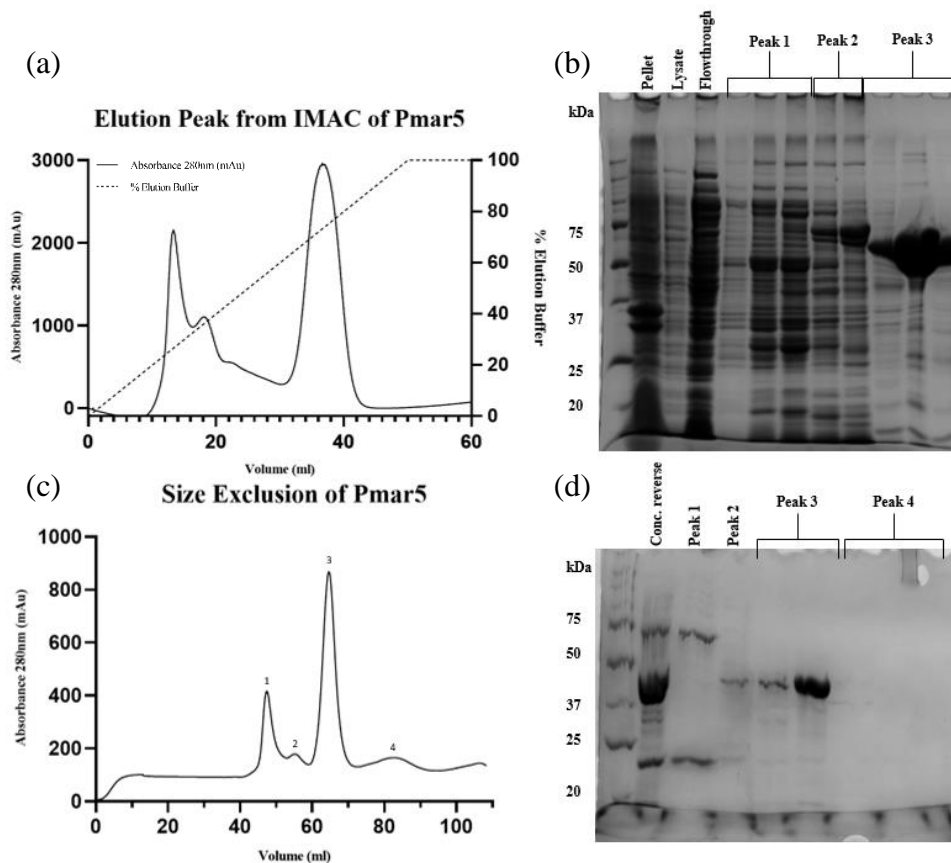 (a)
Elution Peak from IMAC of Pmar5
Absorbance 280nm (mAu)
% Elution Buffer
3000
2000
1000
0
Absorbance 280nm (mAu)
100
80
60
40
20
0
% Elution Buffer
0 20 40 60
Volume (ml)
(b)
Pellet
Lysate
Flowthrough
Peak 1
Peak 2
Peak 3
kDa
75
50
37
25
20
(c)
Size Exclusion of Pmar5
1000
800
600
400
200
0
Absorbance 280nm (mAu)
1
2
3
4
0 20 40 60 80 100
Volume (ml)
(d)
Conc. reverse
Peak 1
Peak 2
Peak 3
Peak 4
kDa
75
50
37
25
20